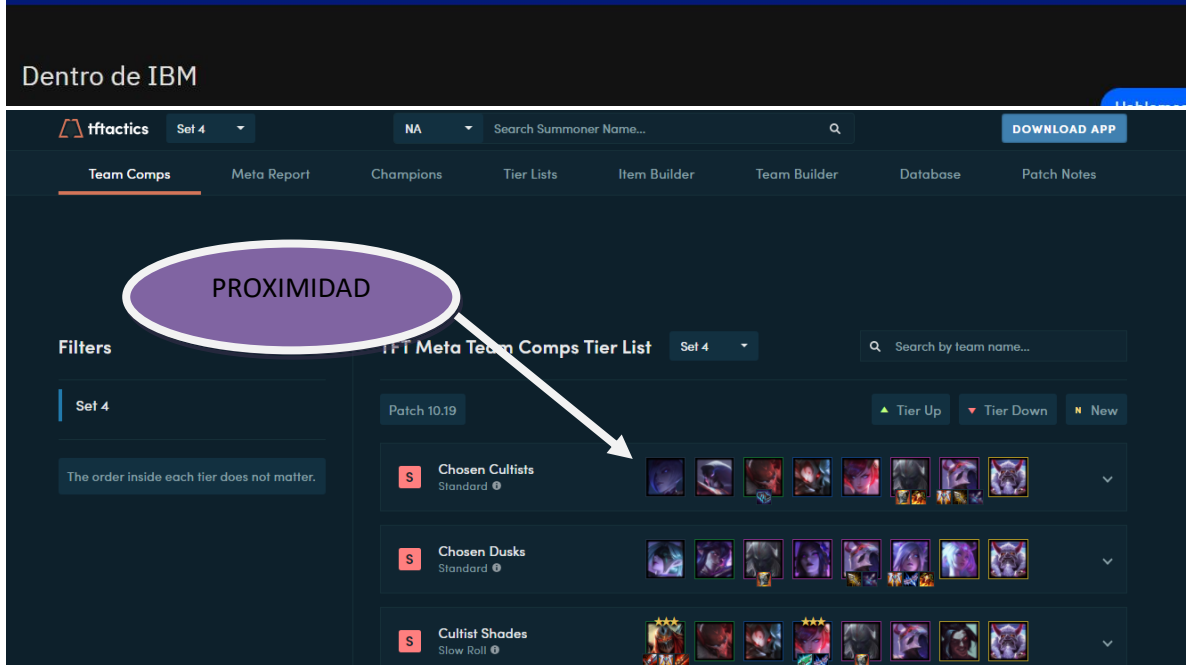 Dentro de IBM
tftactics Set 4 NA Search Summoner Name... DOWNLOAD APP
Team Comps Meta Report Champions Tier Lists Item Builder Team Builder Database Patch Notes
PROXIMIDAD
Filters
TFT Meta Team Comps Tier List Set 4 Search by team name...
Set 4
Patch 10.19 Tier Up Tier Down N New
The order inside each tier does not matter.
S Chosen Cultists
Standard
S Chosen Dusks
Standard
S Cultist Shades
Slow Roll